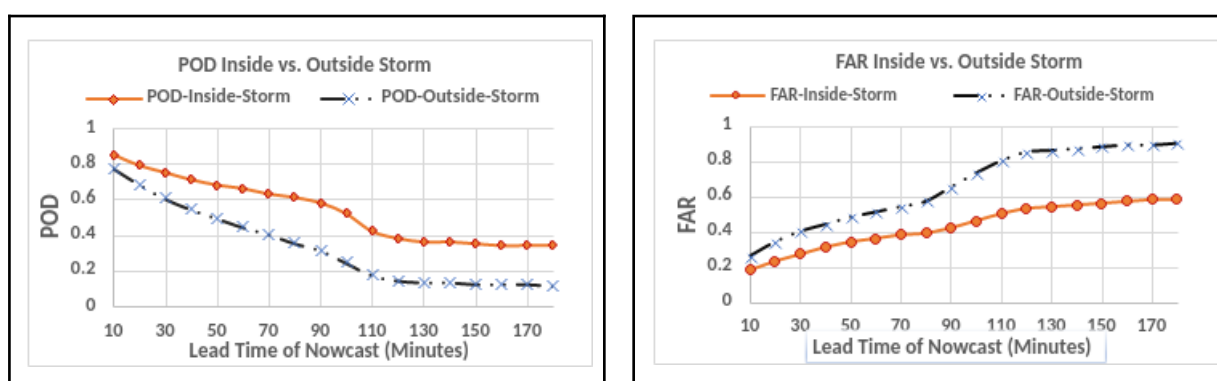 POD Inside vs. Outside Storm
POD-Inside-Storm POD-Outside-Storm
1
0.8
0.6
0.4
0.2
0
POD
10 30 50 70 90 110 130 150 170
Lead Time of Nowcast (Minutes)
FAR Inside vs. Outside Storm
FAR-Inside-Storm FAR-Outside-Storm
1
0.8
0.6
0.4
0.2
0
FAR
10 30 50 70 90 110 130 150 170
Lead Time of Nowcast (Minutes)